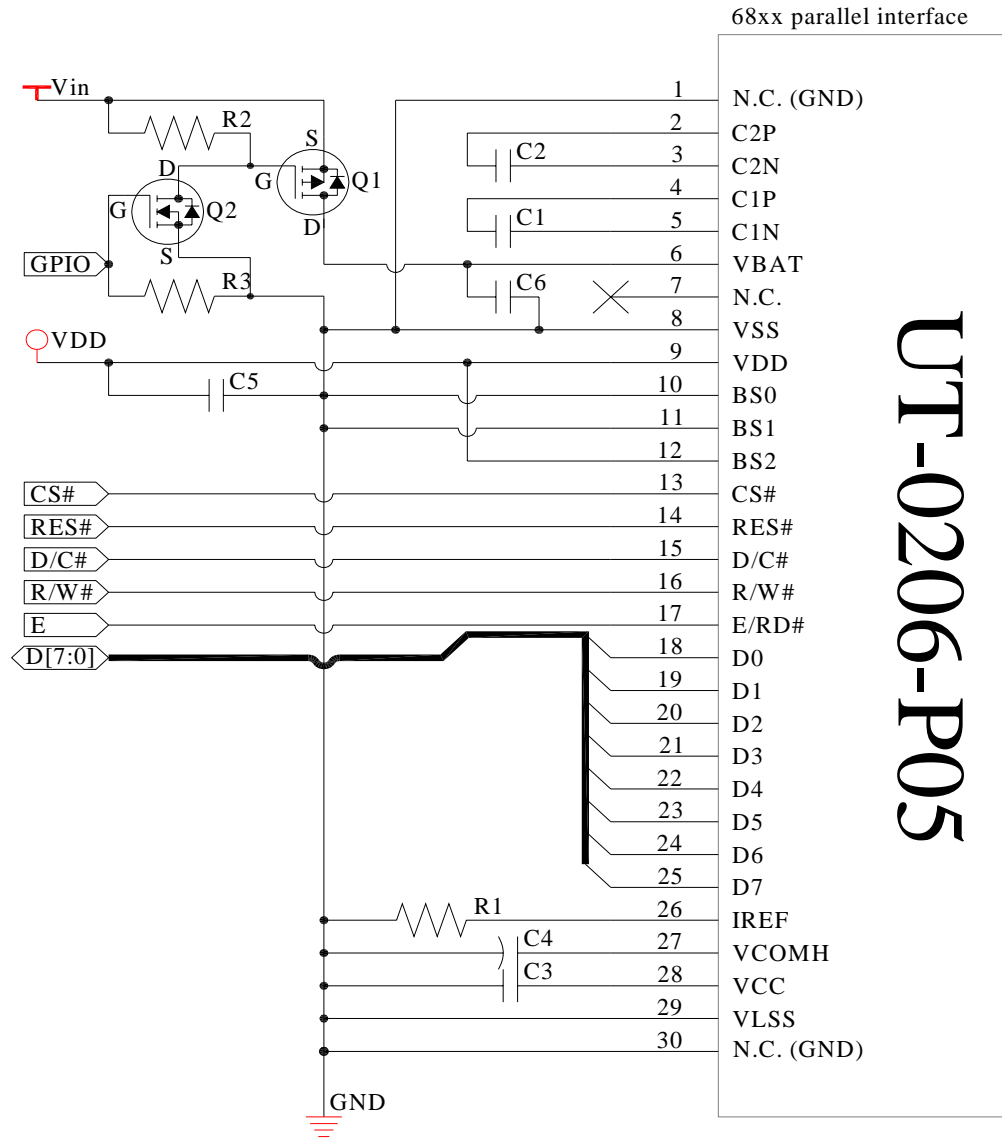 68xx parallel interface
Vin
R2
S
D
G
Q1
G
Q2
D
S
GPIO
R3
VDD
C5
C2
C1
C6
CS#
RES#
D/C#
R/W#
E
D[7:0]
R1
C4
C3
GND
1 N.C. (GND)
2 C2P
3 C2N
4 C1P
5 C1N
6 VBAT
7 N.C.
8 VSS
9 VDD
10 BS0
11 BS1
12 BS2
13 CS#
14 RES#
15 D/C#
16 R/W#
17 E/RD#
18 D0
19 D1
20 D2
21 D3
22 D4
23 D5
24 D6
25 D7
26 IREF
27 VCOMH
28 VCC
29 VLSS
30 N.C. (GND)
UT-0206-P05